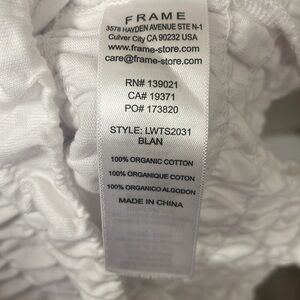 FRAME
3578 HAYDEN AVENUE STE N-1
Culver City CA 90232 USA
www.frame-store.com
care@frame-store.com
RN# 139021
CA# 19371
PO# 173820
STYLE: LWTS2031
BLAN
100% ORGANIC COTTON
100% ORGANIQUE COTON
100% ORGANICO ALGODON
MADE IN CHINA